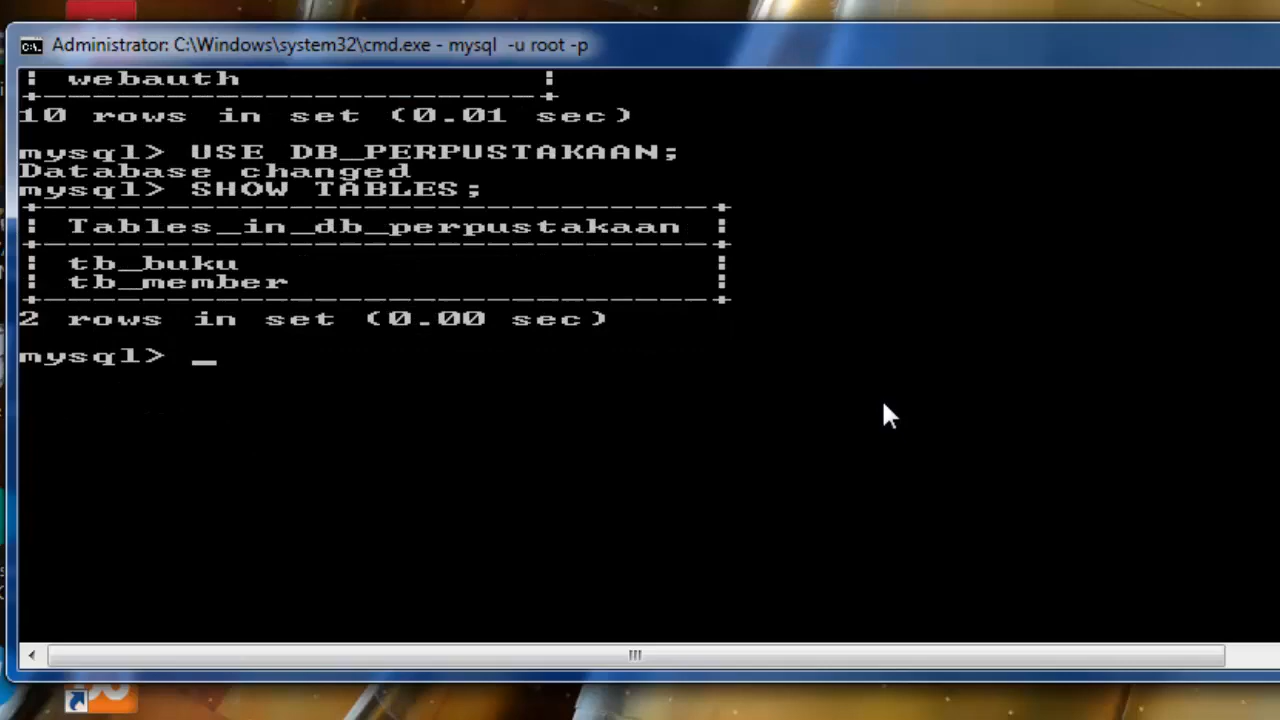 Administrator: C:\Windows\system32\cmd.exe - mysql -u root -p
| webauth |
+---------------------+
10 rows in set (0.01 sec)
mysql> USE DB_PERPUSTAKAAN;
Database changed
mysql> SHOW TABLES;
+---------------------------+
| Tables_in_db_perpustakaan |
+---------------------------+
| tb_buku |
| tb_member |
+---------------------------+
2 rows in set (0.00 sec)
mysql> _